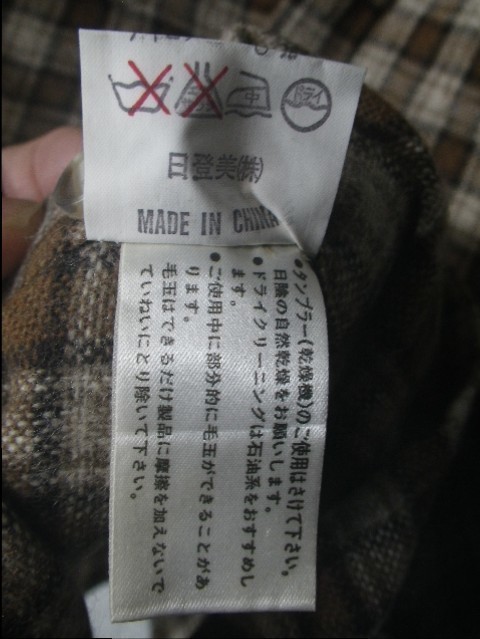 中
ドライ
日登美㈱
MADE IN CHINA
●タンブラー(乾燥機)のご使用はさけて下さい。
日陰の自然乾燥をお願いします。
●ドライクリーニングは石油系をおすすめし
ます。
●ご使用中に部分的に毛玉ができることがあ
ります。
毛玉はできるだけ製品に摩擦を加えないで
ていねいにとり除いて下さい。